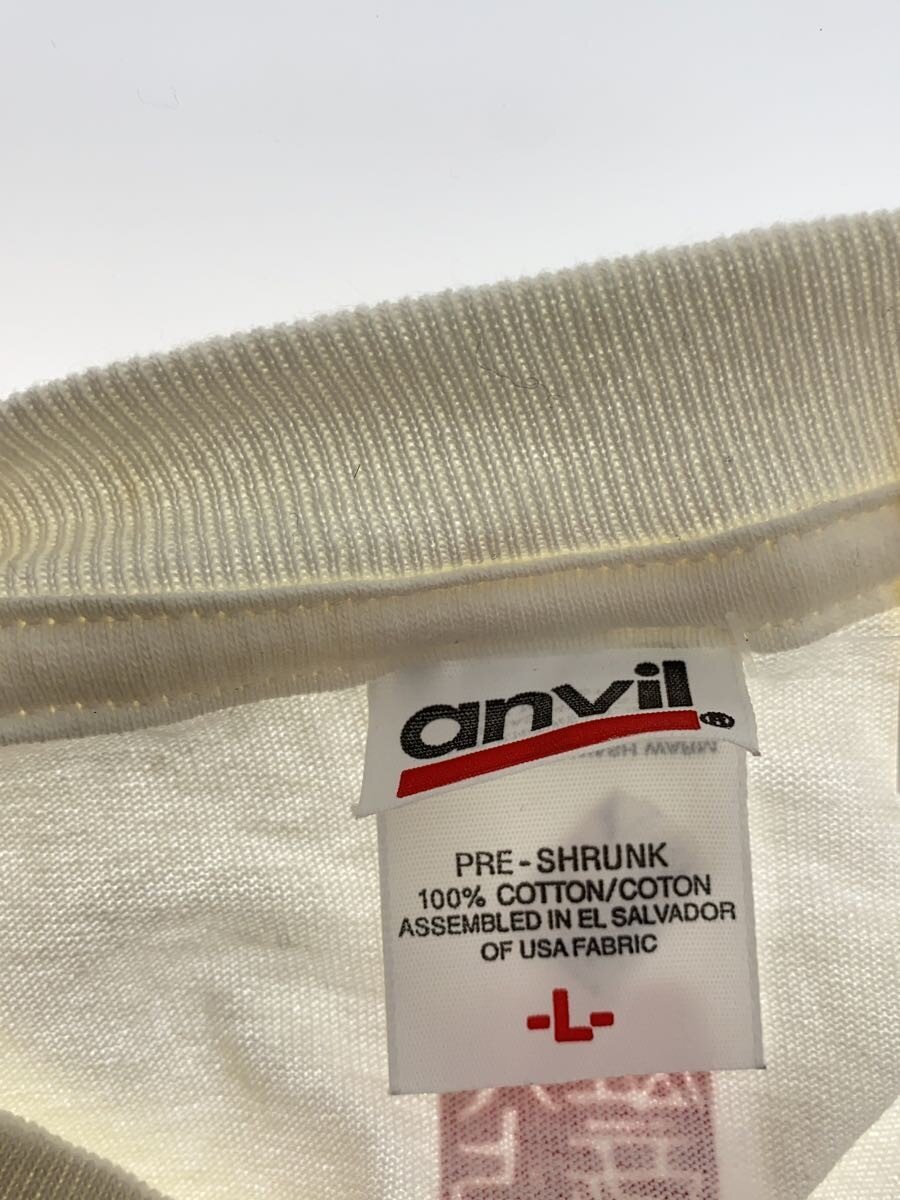 anvil®
PRE-SHRUNK
100% COTTON/COTON
ASSEMBLED IN EL SALVADOR
OF USA FABRIC
-L-